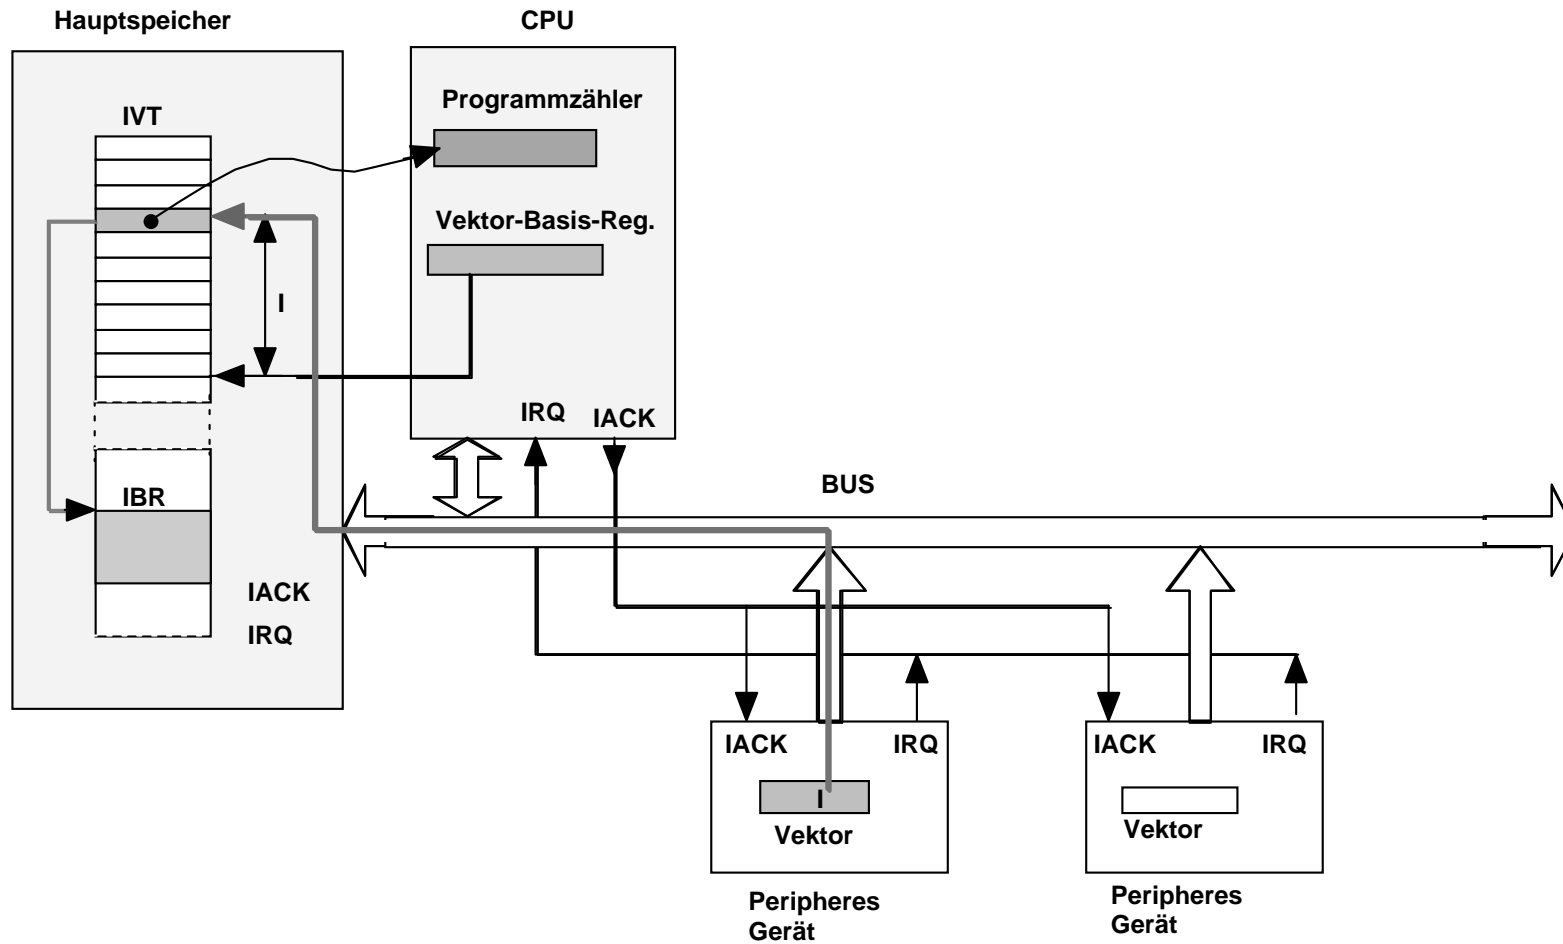 Hauptspeicher
CPU
IVT
Programmzähler
Vektor-Basis-Reg.
I
IRQ
IACK
BUS
IBR
IACK
IRQ
IACK
IRQ
I
Vektor
Peripheres
Gerät
IACK
IRQ
Vektor
Peripheres
Gerät